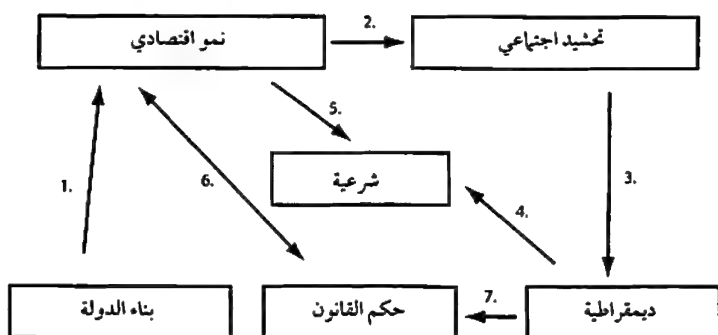 نمو اقتصادي
2.
تحشيد اجتماعي
5.
1.
6.
شرعية
3.
4.
بناء الدولة
حكم القانون
7.
ديمقراطية